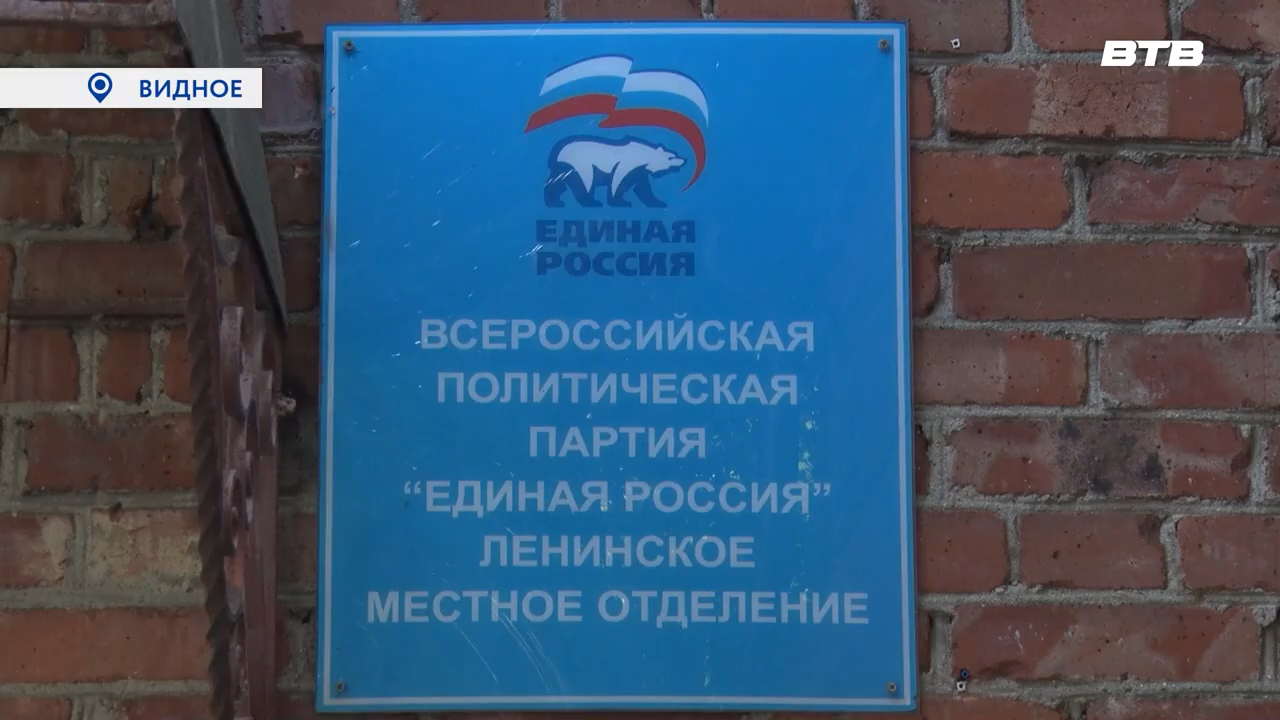 ВТВ
ВИДНОЕ
ЕДИНАЯ
РОССИЯ
ВСЕРОССИЙСКАЯ
ПОЛИТИЧЕСКАЯ
ПАРТИЯ
“ЕДИНАЯ РОССИЯ”
ЛЕНИНСКОЕ
МЕСТНОЕ ОТДЕЛЕНИЕ